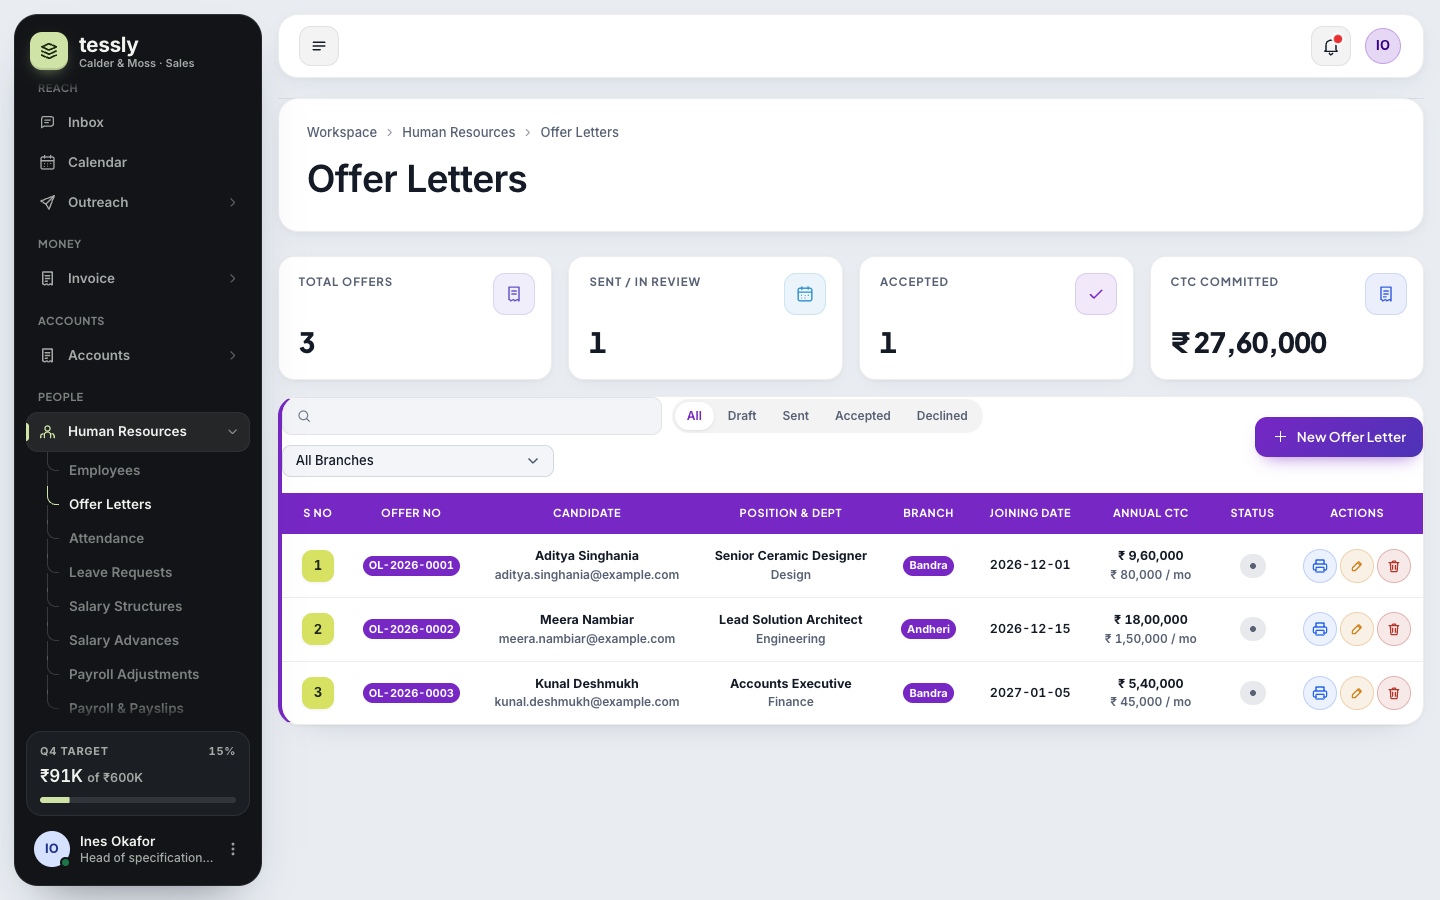 tessly
Calder & Moss · Sales
REACH
Inbox
Calendar
Outreach
MONEY
Invoice
ACCOUNTS
Accounts
PEOPLE
Human Resources
Employees
Offer Letters
Attendance
Leave Requests
Salary Structures
Salary Advances
Payroll Adjustments
Payroll & Payslips
Q4 TARGET 15%
₹91K of ₹600K
IO
Ines Okafor
Head of specification...
IO
Workspace > Human Resources > Offer Letters
Offer Letters
TOTAL OFFERS
3
SENT / IN REVIEW
1
ACCEPTED
1
CTC COMMITTED
₹ 27,60,000
All Draft Sent Accepted Declined
All Branches
+ New Offer Letter
S NO OFFER NO CANDIDATE POSITION & DEPT BRANCH JOINING DATE ANNUAL CTC STATUS ACTIONS
1 OL-2026-0001 Aditya Singhania Senior Ceramic Designer Bandra 2026-12-01 ₹ 9,60,000
aditya.singhania@example.com Design ₹ 80,000 / mo
2 OL-2026-0002 Meera Nambiar Lead Solution Architect Andheri 2026-12-15 ₹ 18,00,000
meera.nambiar@example.com Engineering ₹ 1,50,000 / mo
3 OL-2026-0003 Kunal Deshmukh Accounts Executive Bandra 2027-01-05 ₹ 5,40,000
kunal.deshmukh@example.com Finance ₹ 45,000 / mo